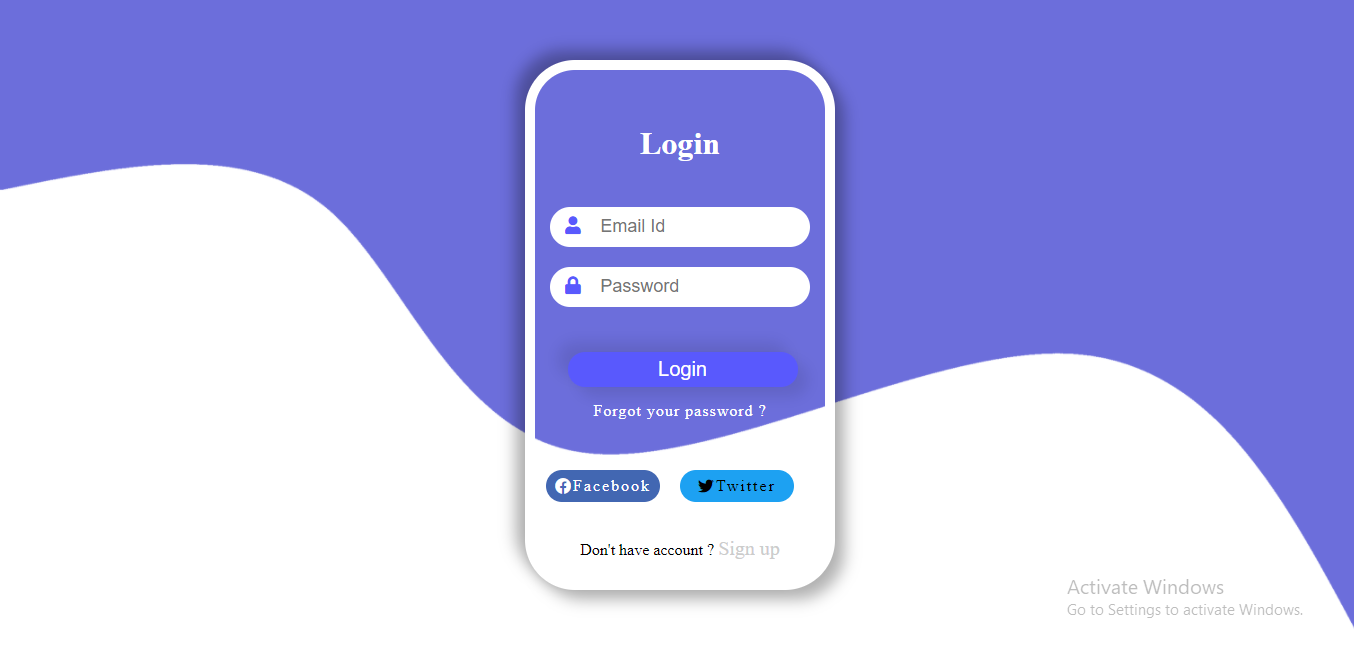 Login
Email Id
Password
Login
Forgot your password ?
Facebook Twitter
Don't have account ? Sign up
Activate Windows
Go to Settings to activate Windows.